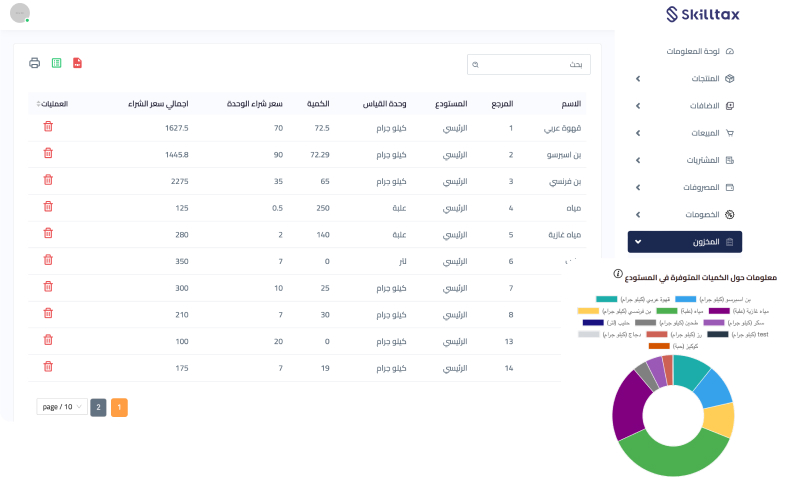 Skilltax
لوحة المعلومات
المنتجات
الاضافات
المبيعات
المشتريات
المصروفات
الخصومات
المخزون
بحث
الاسم المرجع المستودع وحدة القياس الكمية سعر شراء الوحدة اجمالي سعر الشراء العمليات
قهوة عربي 1 الرئيسي كيلو جرام 72.5 70 1627.5
بن اسبرسو 2 الرئيسي كيلو جرام 72.29 90 1445.8
بن فرنسي 3 الرئيسي كيلو جرام 65 35 2275
مياه 4 الرئيسي علبة 250 0.5 125
مياه غازية 5 الرئيسي علبة 140 2 280
6 الرئيسي لتر 0 7 350
7 الرئيسي كيلو جرام 25 10 300
8 الرئيسي كيلو جرام 30 7 210
13 الرئيسي كيلو جرام 0 20 100
14 الرئيسي كيلو جرام 19 7 175
1 2 10 / page
معلومات حول الكميات المتوفرة في المستودع
بن اسبرسو (كيلو جرام) قهوة عربي (كيلو جرام)
مياه غازية (علبة) مياه (علبة) بن فرنسي (كيلو جرام)
سكر (كيلو جرام) طحين (كيلو جرام) حليب (لتر)
test (كيلو جرام) رز (كيلو جرام) دجاج (كيلو جرام)
كوكيز (حبة)